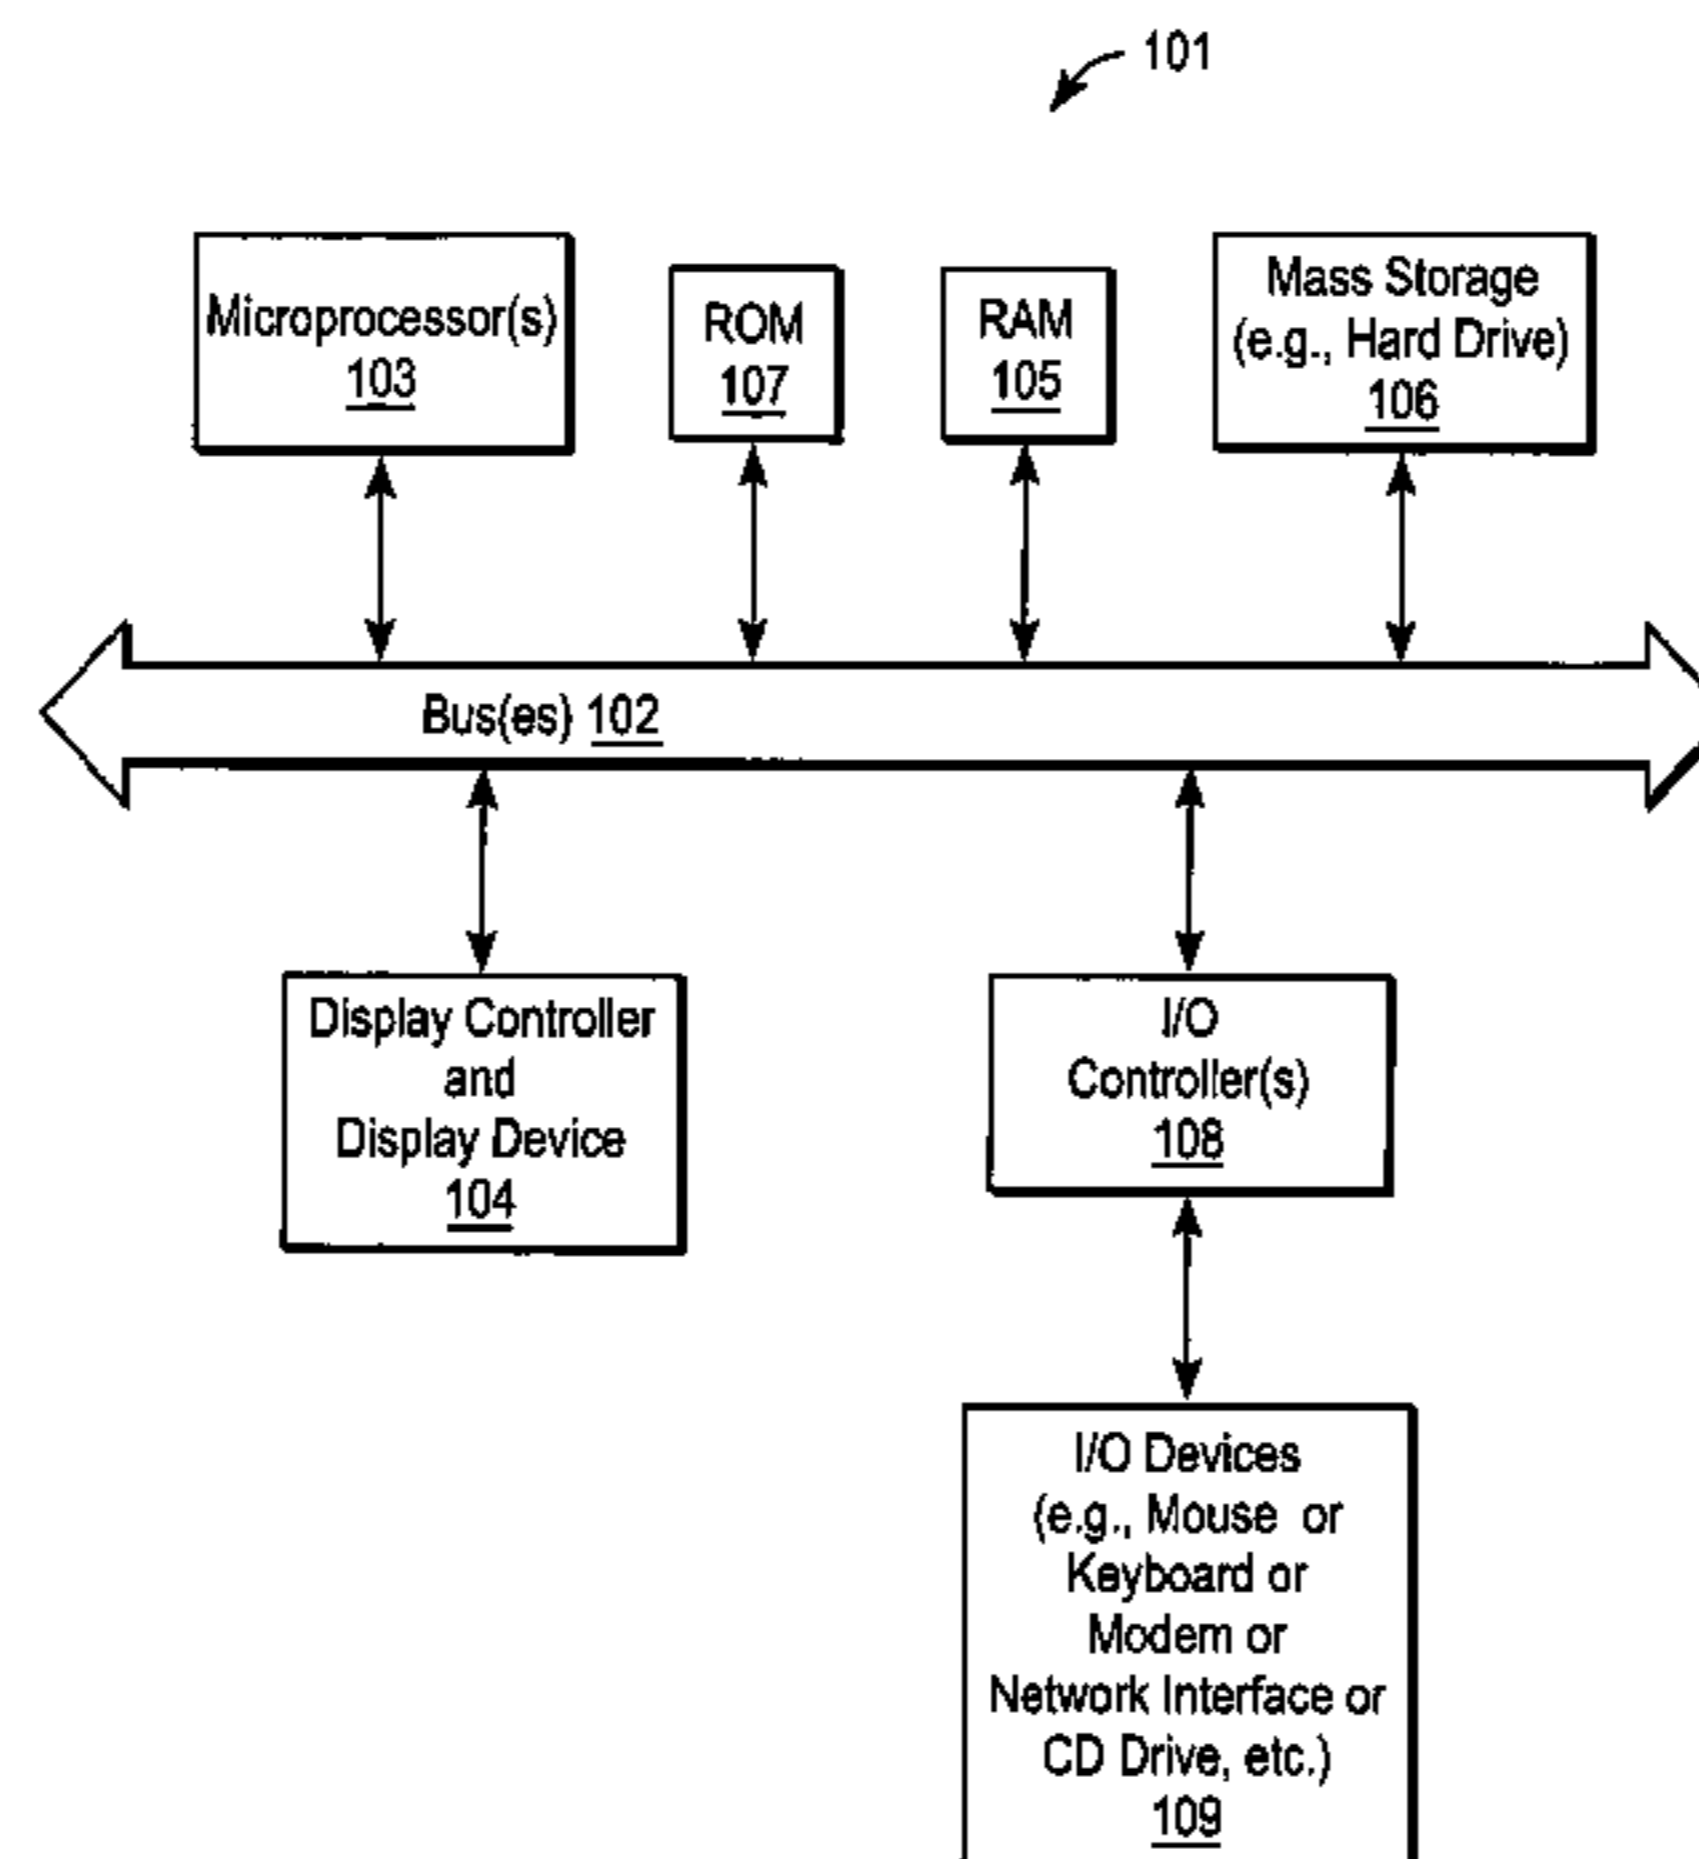 101
Microprocessor(s)
103
ROM
107
RAM
105
Mass Storage
(e.g., Hard Drive)
106
Bus(es) 102
Display Controller
and
Display Device
104
I/O
Controller(s)
108
I/O Devices
(e.g., Mouse or
Keyboard or
Modem or
Network Interface or
CD Drive, etc.)
109